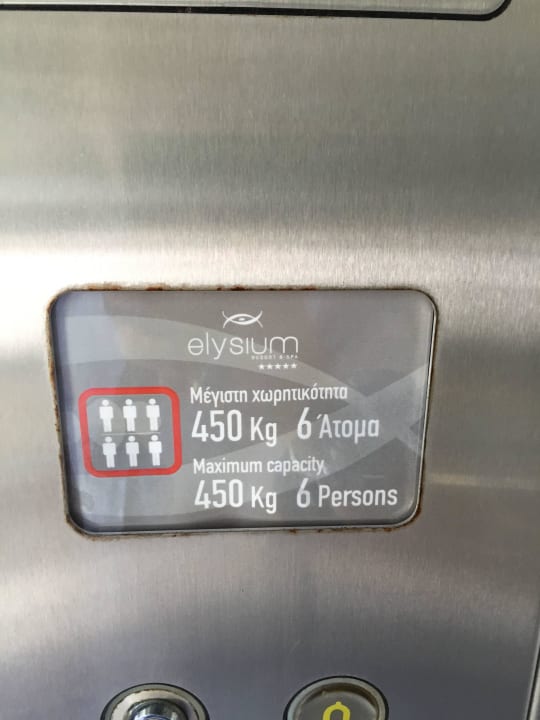 elysium
RESORT & SPA
★★★★★
Μέγιστη χωρητικότητα
450 Kg 6 Άτομα
Maximum capacity
450 Kg 6 Persons